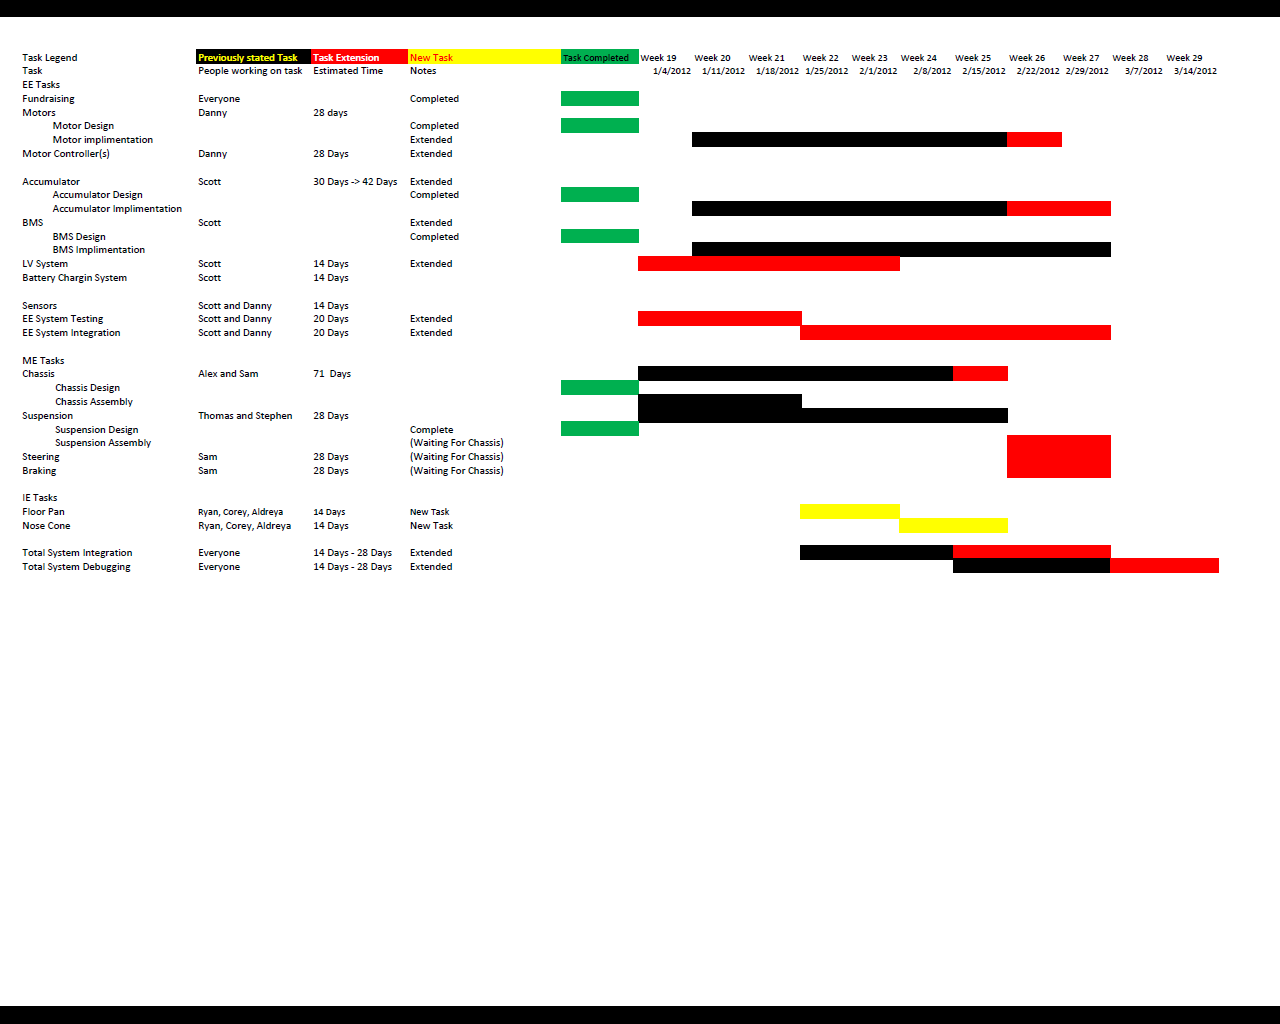 Task Legend Previously stated Task Task Extension New Task Task Completed Week 19 Week 20 Week 21 Week 22 Week 23 Week 24 Week 25 Week 26 Week 27 Week 28 Week 29
Task People working on task Estimated Time Notes 1/4/2012 1/11/2012 1/18/2012 1/25/2012 2/1/2012 2/8/2012 2/15/2012 2/22/2012 2/29/2012 3/7/2012 3/14/2012
EE Tasks
Fundraising Everyone Completed
Motors Danny 28 days
Motor Design Completed
Motor implimentation Extended
Motor Controller(s) Danny 28 Days Extended
Accumulator Scott 30 Days -> 42 Days Extended
Accumulator Design Completed
Accumulator Implimentation
BMS Scott Extended
BMS Design Completed
BMS Implimentation
LV System Scott 14 Days Extended
Battery Chargin System Scott 14 Days
Sensors Scott and Danny 14 Days
EE System Testing Scott and Danny 20 Days Extended
EE System Integration Scott and Danny 20 Days Extended
ME Tasks
Chassis Alex and Sam 71 Days
Chassis Design
Chassis Assembly
Suspension Thomas and Stephen 28 Days
Suspension Design Complete
Suspension Assembly (Waiting For Chassis)
Steering Sam 28 Days (Waiting For Chassis)
Braking Sam 28 Days (Waiting For Chassis)
IE Tasks
Floor Pan Ryan, Corey, Aldreya 14 Days New Task
Nose Cone Ryan, Corey, Aldreya 14 Days New Task
Total System Integration Everyone 14 Days - 28 Days Extended
Total System Debugging Everyone 14 Days - 28 Days Extended